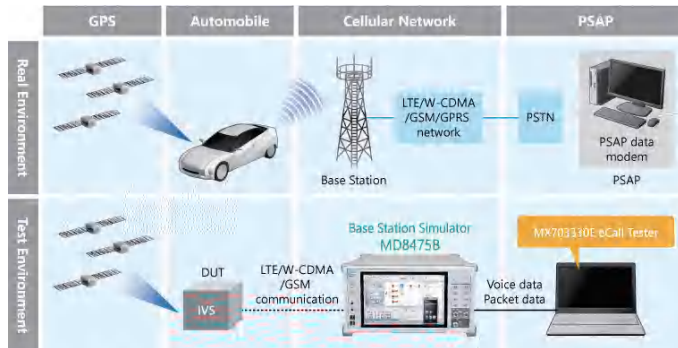 GPS
Automobile
Cellular Network
PSAP
Real Environment
LTE/W-CDMA
/GSM/GPRS
network
PSTN
PSAP data
modem
Base Station
PSAP
Test Environment
Base Station Simulator
MD8475B
MX703330E eCall Tester
DUT
IVS
LTE/W-CDMA
/GSM
communication
Voice data
Packet data